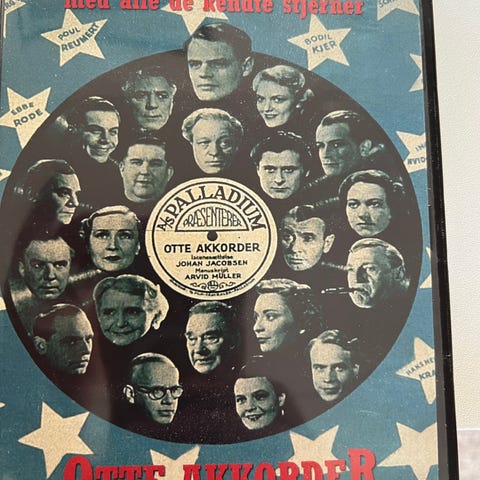 med alle de kendte stjerner
POUL
REUMERT
BODIL
KJER
EBBE
RODE
A/S PALLADIUM
PRÆSENTERER
OTTE AKKORDER
Iscenesættelse
JOHAN JACOBSEN
Manuskript
ARVID MÜLLER
OTTE AKKORDER